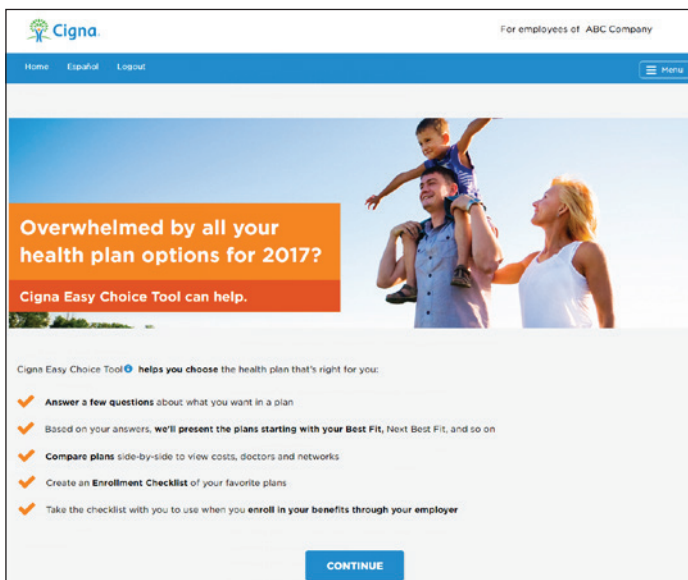 Cigna.
For employees of ABC Company
Home Español Logout
Menu
Overwhelmed by all your
health plan options for 2017?
Cigna Easy Choice Tool can help.
Cigna Easy Choice Tool helps you choose the health plan that's right for you:
Answer a few questions about what you want in a plan
Based on your answers, we'll present the plans starting with your Best Fit, Next Best Fit, and so on
Compare plans side-by-side to view costs, doctors and networks
Create an Enrollment Checklist of your favorite plans
Take the checklist with you to use when you enroll in your benefits through your employer
CONTINUE